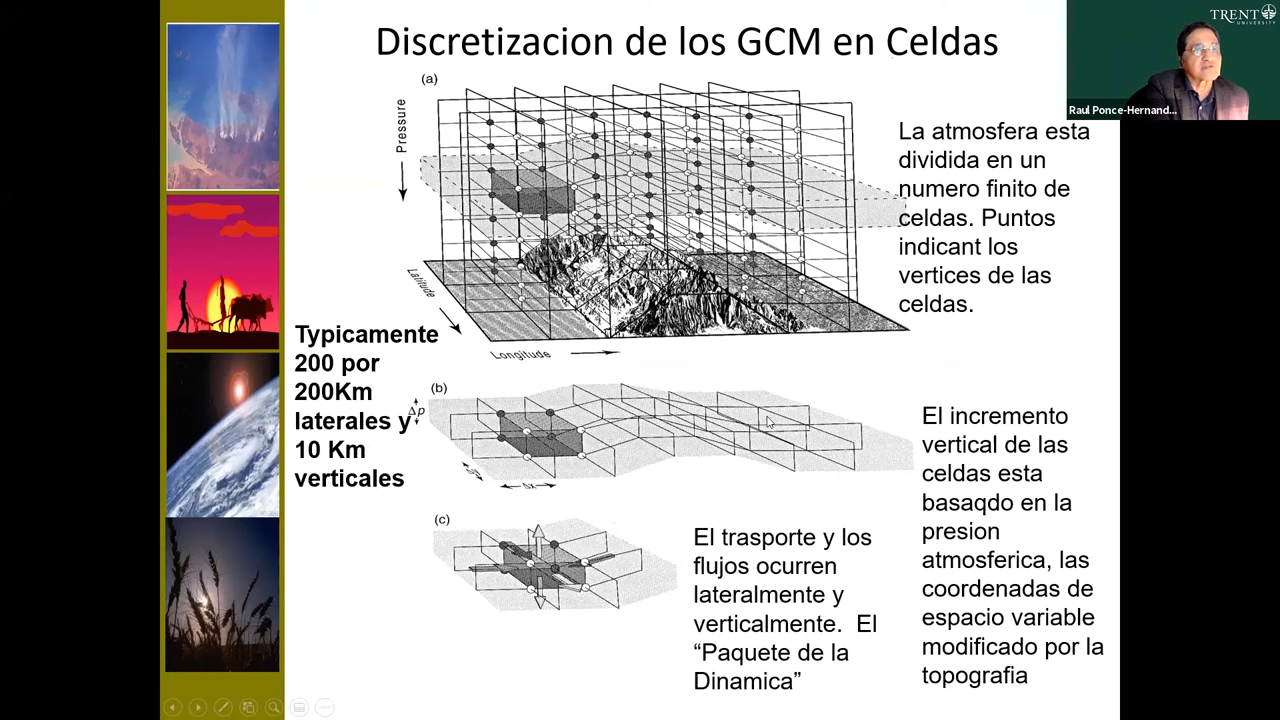 Discretizacion de los GCM en Celdas
TRENT
UNIVERSITY
Raul Ponce-Hernand...
(a)
Pressure
Latitude
Longitude
La atmosfera esta
dividida en un
numero finito de
celdas. Puntos
indicant los
vertices de las
celdas.
Typicamente
200 por
200Km
laterales y
10 Km
verticales
(b)
Δp
Δx
El incremento
vertical de las
celdas esta
basaqdo en la
presion
atmosferica, las
coordenadas de
espacio variable
modificado por la
topografia
(c)
El trasporte y los
flujos ocurren
lateralmente y
verticalmente. El
“Paquete de la
Dinamica”